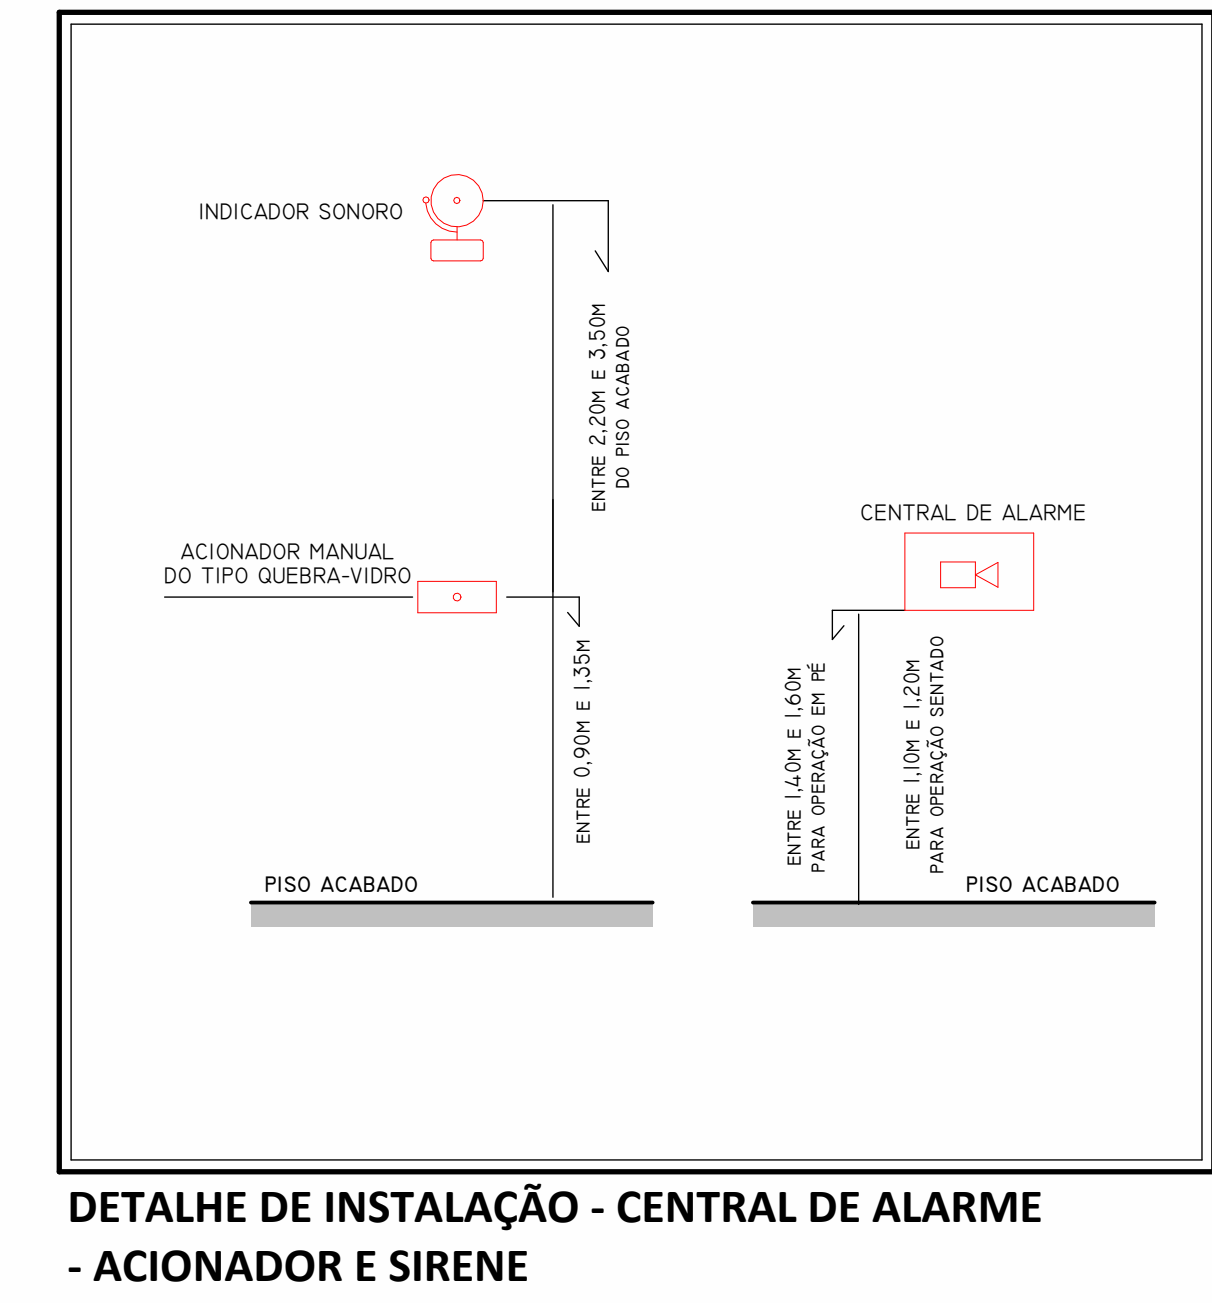 INDICADOR SONORO
ENTRE 2,20M E 3,50M
DO PISO ACABADO
ACIONADOR MANUAL
DO TIPO QUEBRA-VIDRO
ENTRE 0,90M E 1,35M
PISO ACABADO
CENTRAL DE ALARME
ENTRE 1,40M E 1,60M
PARA OPERAÇÃO EM PÉ
ENTRE 1,10M E 1,20M
PARA OPERAÇÃO SENTADO
PISO ACABADO
DETALHE DE INSTALAÇÃO - CENTRAL DE ALARME
- ACIONADOR E SIRENE